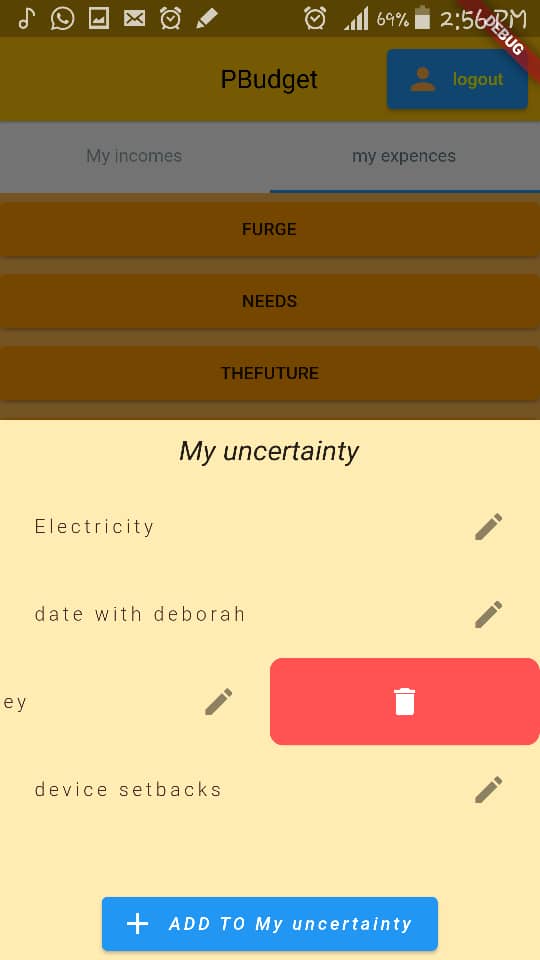 69% 2:56 PM
DEBUG
PBudget
logout
My incomes
my expences
FURGE
NEEDS
THEFUTURE
My uncertainty
Electricity
date with deborah
ey
device setbacks
ADD TO My uncertainty